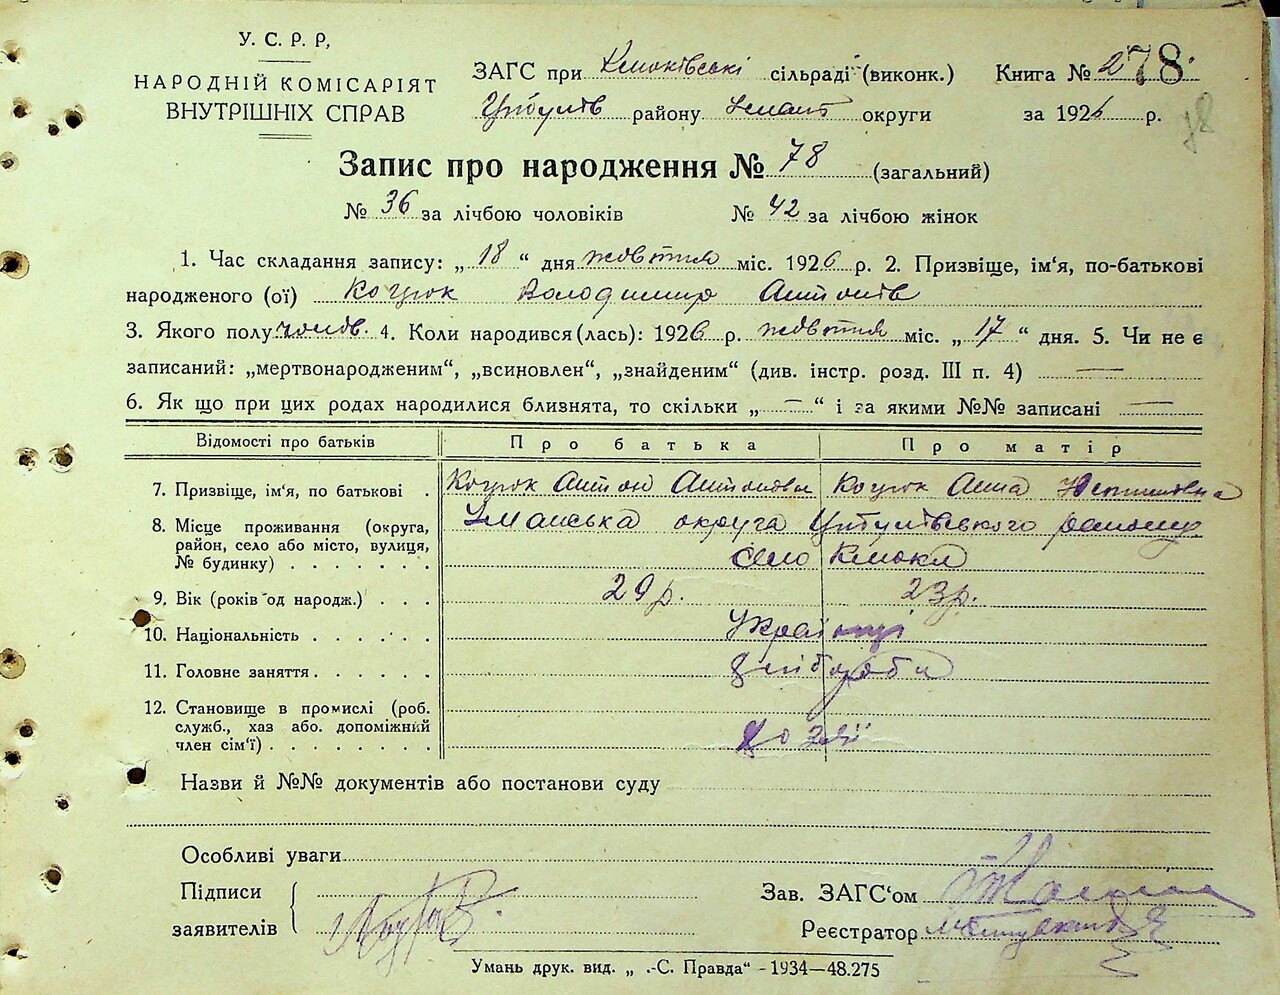 У. С. Р. Р,
НАРОДНІЙ КОМІСАРІЯТ
ВНУТРІШНІХ СПРАВ
ЗАГС при сільраді (виконк.) Книга № 2 78
району Уман округи за 1926 р.
78
Запис про народження № 78 (загальний)
№ 36 за лічбою чоловіків № 42 за лічбою жінок
1. Час складання запису: „ 18 “ дня жовтня міс. 1926 р. 2. Призвіще, ім‘я, по-батькові
народженого (ої) Коцюк Володимир Антонів
3. Якого полу чолов. 4. Коли народився(лась): 1926 р. жовтня міс. „ 17 “ дня. 5. Чи не є
записаний: „мертвонародженим“, „всиновлен“, „знайденим“ (див. інстр. розд. III п. 4) —
6. Як що при цих родах народилися близнята, то скільки „ — “ і за якими №№ записані —
Відомості про батьків Про батька Про матір
7. Призвіще, ім‘я, по батькові . Коцюк Антон Антонови Коцюк Анна
8. Місце проживання (округа, Уманська округа району
район, село або місто, вулиця, село
№ будинку) . . . . . . .
9. Вік (років од народж.) . . . 29 р. 23 р.
10. Національність . . . . . . Українці
11. Головне заняття . . . . . .
12. Становище в промислі (роб.
служб., хаз або. допоміжний
член сім‘ї) . . . . . . . .
Назви й №№ документів або постанови суду
Особливі уваги
Підписи
заявителів
Зав. ЗАГС‘ом
Реєстратор
Умань друк. вид. „ .-С. Правда“ - 1934—48.275